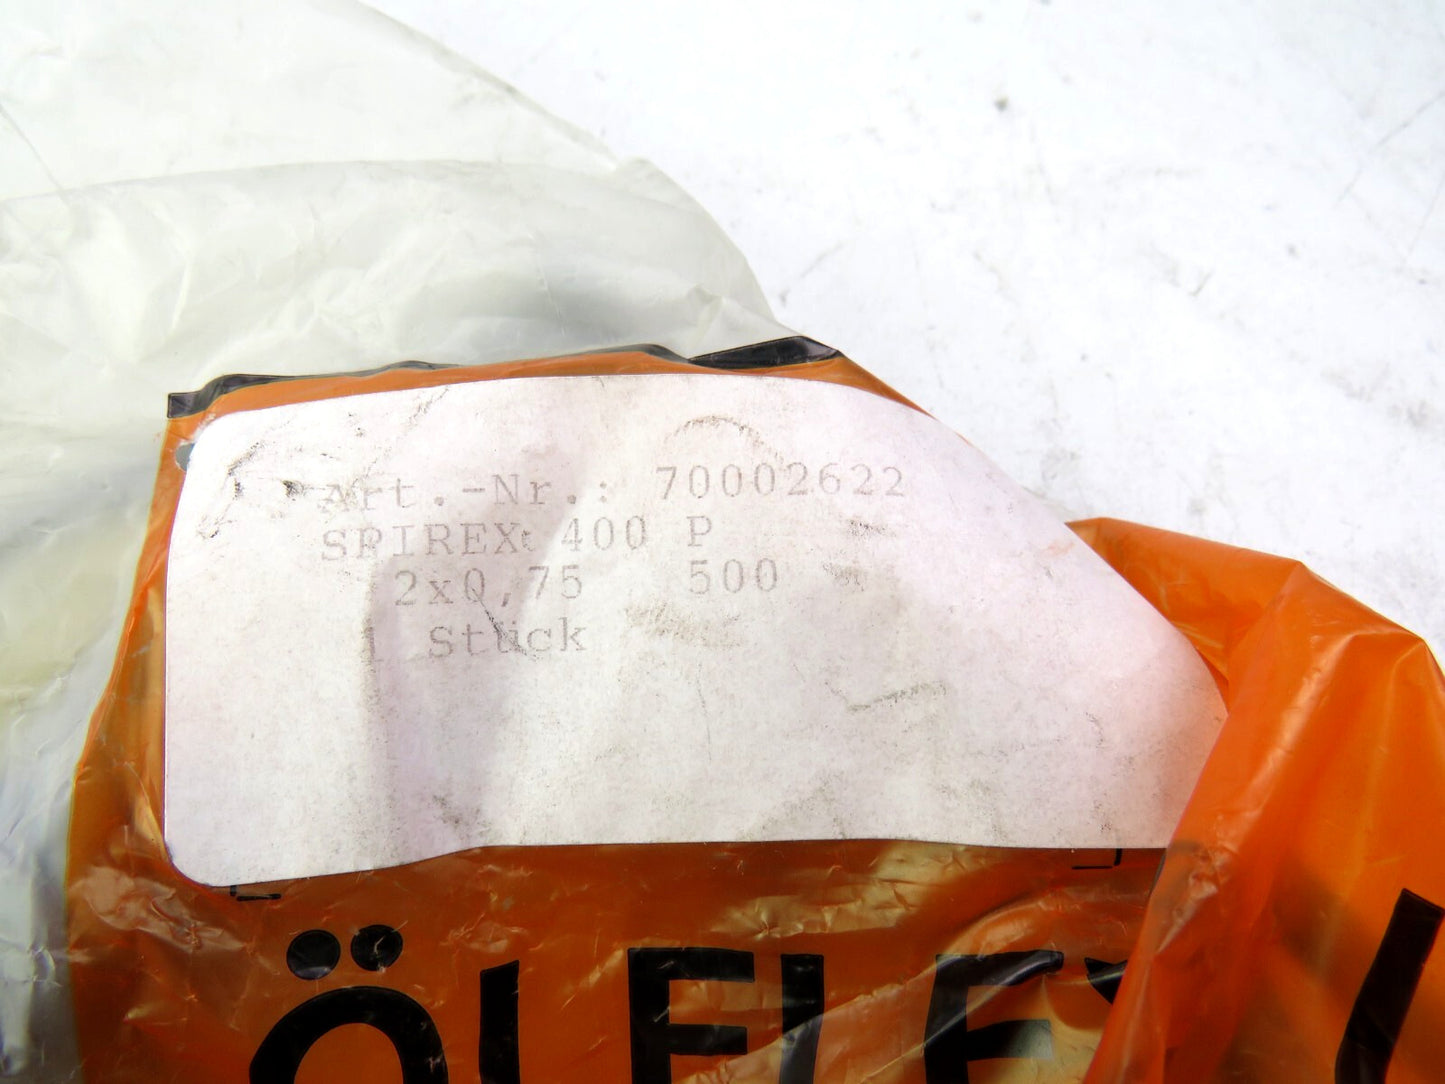 Art.-Nr.: 70002622
SPIREX 400 P
2x0,75 500
1 Stück
ÖLFLEX